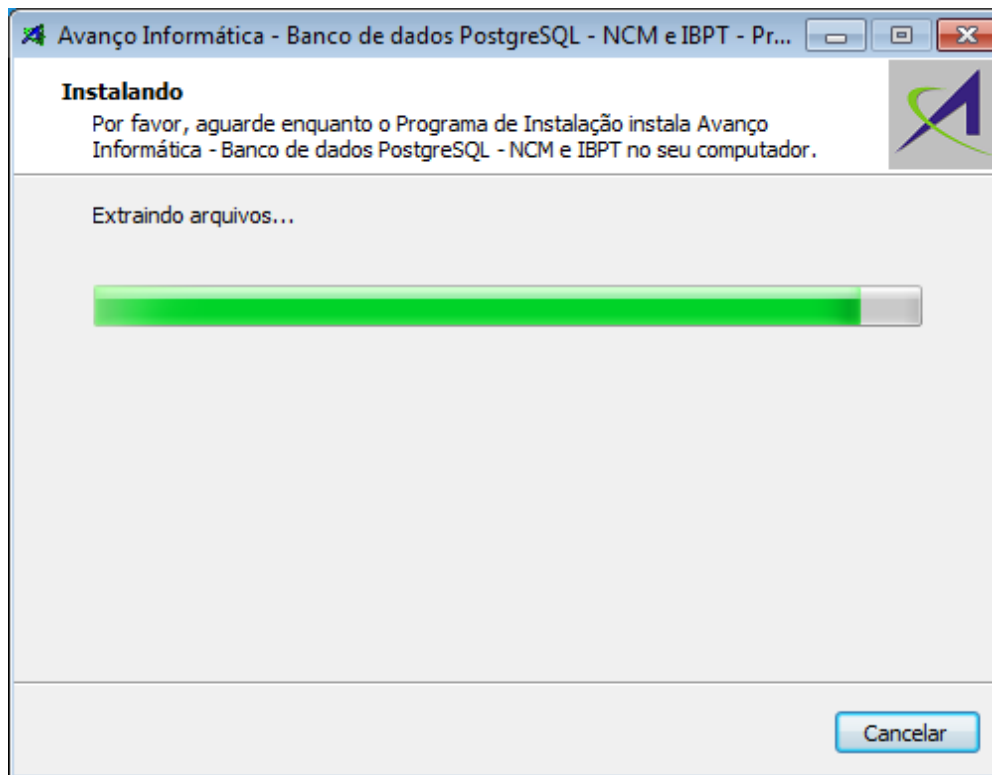 Avanço Informática - Banco de dados PostgreSQL - NCM e IBPT - Pr...
Instalando
Por favor, aguarde enquanto o Programa de Instalação instala Avanço
Informática - Banco de dados PostgreSQL - NCM e IBPT no seu computador.
Extraindo arquivos...
Cancelar